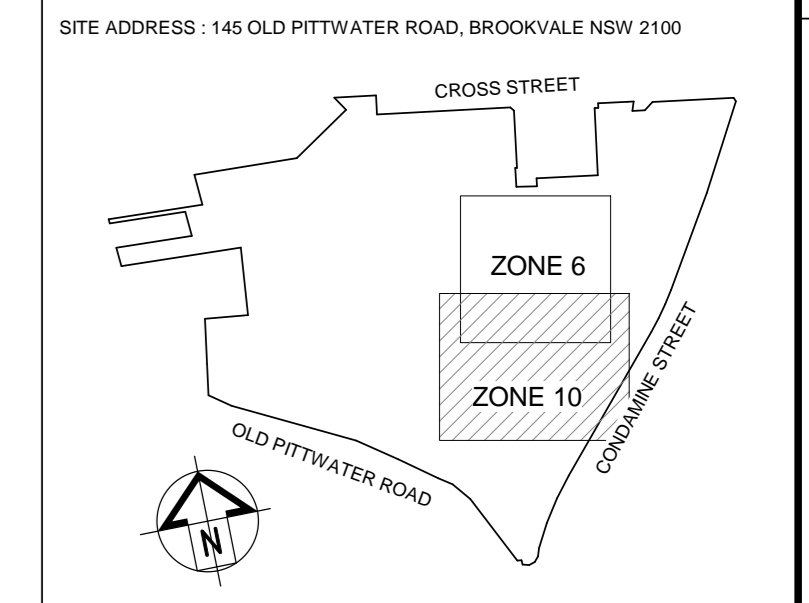 SITE ADDRESS : 145 OLD PITTWATER ROAD, BROOKVALE NSW 2100
CROSS STREET
ZONE 6
ZONE 10
CONDAMINE STREET
OLD PITTWATER ROAD
N